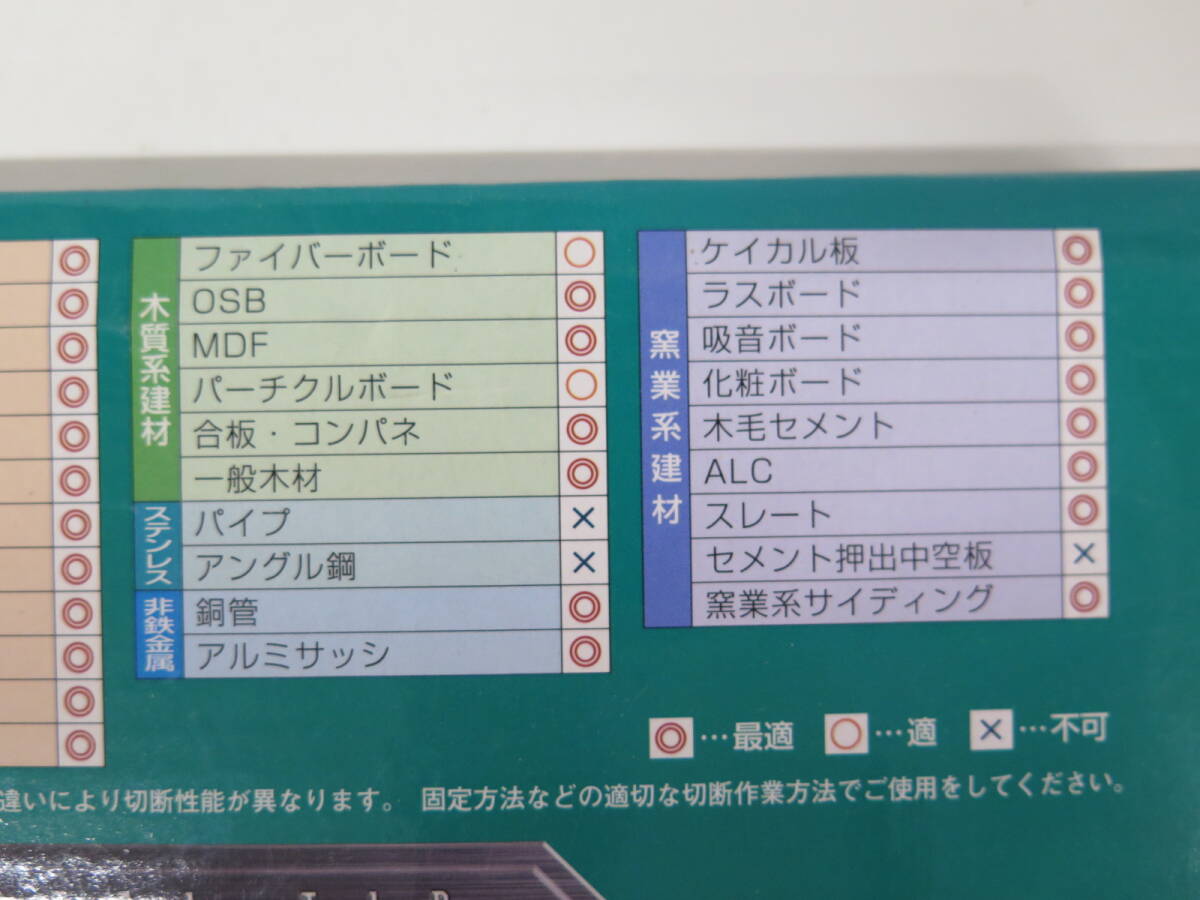 ◎
◎
◎
◎
◎
◎
◎
◎
◎
◎
◎
◎
木質系建材
ファイバーボード ○
OSB ◎
MDF ◎
パーチクルボード ○
合板・コンパネ ◎
一般木材 ◎
ステンレス
パイプ ×
アングル鋼 ×
非鉄金属
銅管 ◎
アルミサッシ ◎
窯業系建材
ケイカル板 ◎
ラスボード ◎
吸音ボード ◎
化粧ボード ◎
木毛セメント ◎
ALC ◎
スレート ◎
セメント押出中空板 ×
窯業系サイディング ◎
◎…最適 ○…適 ×…不可
違いにより切断性能が異なります。 固定方法などの適切な切断作業方法でご使用をしてください。